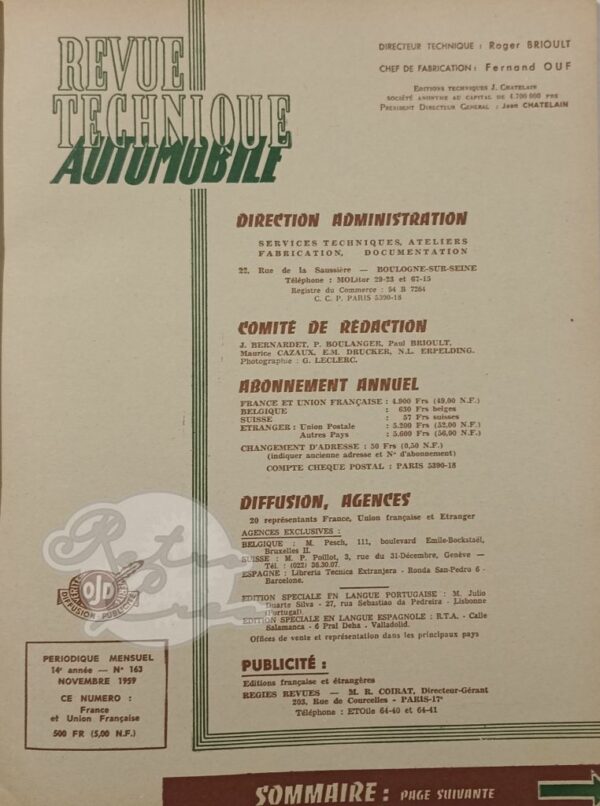 REVUE
TECHNIQUE
AUTOMOBILE
DIRECTEUR TECHNIQUE : Roger BRIOULT
CHEF DE FABRICATION : Fernand OUF
EDITIONS TECHNIQUES J. CHATELAIN
SOCIÉTÉ ANONYME AU CAPITAL DE 4.700 000 FRS
PRESIDENT DIRECTEUR GENERAL : Jean CHATELAIN
DIRECTION ADMINISTRATION
SERVICES TECHNIQUES, ATELIERS
FABRICATION, DOCUMENTATION
22, Rue de la Saussière — BOULOGNE-SUR-SEINE
Téléphone : MOLitor 29-23 et 67-15
Registre du Commerce : 54 B 7264
C. C. P. PARIS 5390-18
COMITÉ DE RÉDACTION
J. BERNARDET, P. BOULANGER, Paul BRIOULT,
Maurice CAZAUX, E.M. DRUCKER, N.L. ERPELDING.
Photographie : G. LECLERC.
ABONNEMENT ANNUEL
FRANCE ET UNION FRANÇAISE : 4.900 Frs (49,00 N.F.)
BELGIQUE : 630 Frs belges
SUISSE : 57 Frs suisses
ETRANGER : Union Postale : 5.200 Frs (52,00 N.F.)
Autres Pays : 5.600 Frs (56,00 N.F.)
CHANGEMENT D'ADRESSE : 50 Frs (0,50 N.F.)
(indiquer ancienne adresse et N° d'abonnement)
COMPTE CHEQUE POSTAL : PARIS 5390-18
DIFFUSION, AGENCES
20 représentants France, Union française et Etranger
AGENCES EXCLUSIVES :
BELGIQUE : M. Pesch, 111, boulevard Emile-Bockstaël,
Bruxelles II.
SUISSE : M. P. Poillot, 3, rue du 31-Décembre, Genève —
Tél. : (022) 36.30.07.
ESPAGNE : Libreria Tecnica Extranjera - Ronda San-Pedro 6 -
Barcelone.
EDITION SPECIALE EN LANGUE PORTUGAISE : M. Julio
Duarte Silva - 27, rua Sebastiao da Pedreira - Lisbonne
(Portugal).
EDITION SPECIALE EN LANGUE ESPAGNOLE : R.T.A. - Calle
Salamanca - 6 Pral Deha . Valladolid.
Offices de vente et représentation dans les principaux pays
PUBLICITÉ :
Editions française et étrangères
REGIES REVUES — M. R. COIRAT, Directeur-Gérant
203, Rue de Courcelles - PARIS-17e
Téléphone : ETOile 64-40 et 64-41
OJD
DIFFUSION PUBLICITÉ
Retro
Press
PERIODIQUE MENSUEL
14e année — N° 163
NOVEMBRE 1959
CE NUMERO :
France
et Union Française
500 FR (5,00 N.F.)
SOMMAIRE : PAGE SUIVANTE